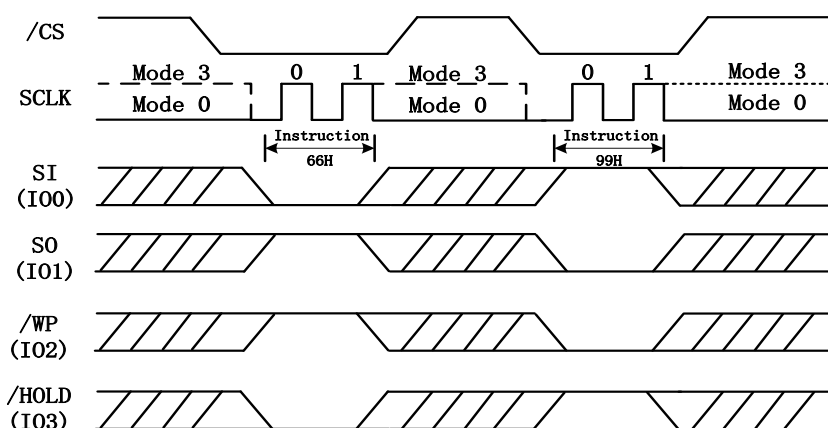 /CS
Mode 3 0 1 Mode 3 0 1 Mode 3
SCLK
Mode 0 Mode 0 Mode 0
Instruction Instruction
66H 99H
SI
(IO0)
SO
(IO1)
/WP
(IO2)
/HOLD
(IO3)